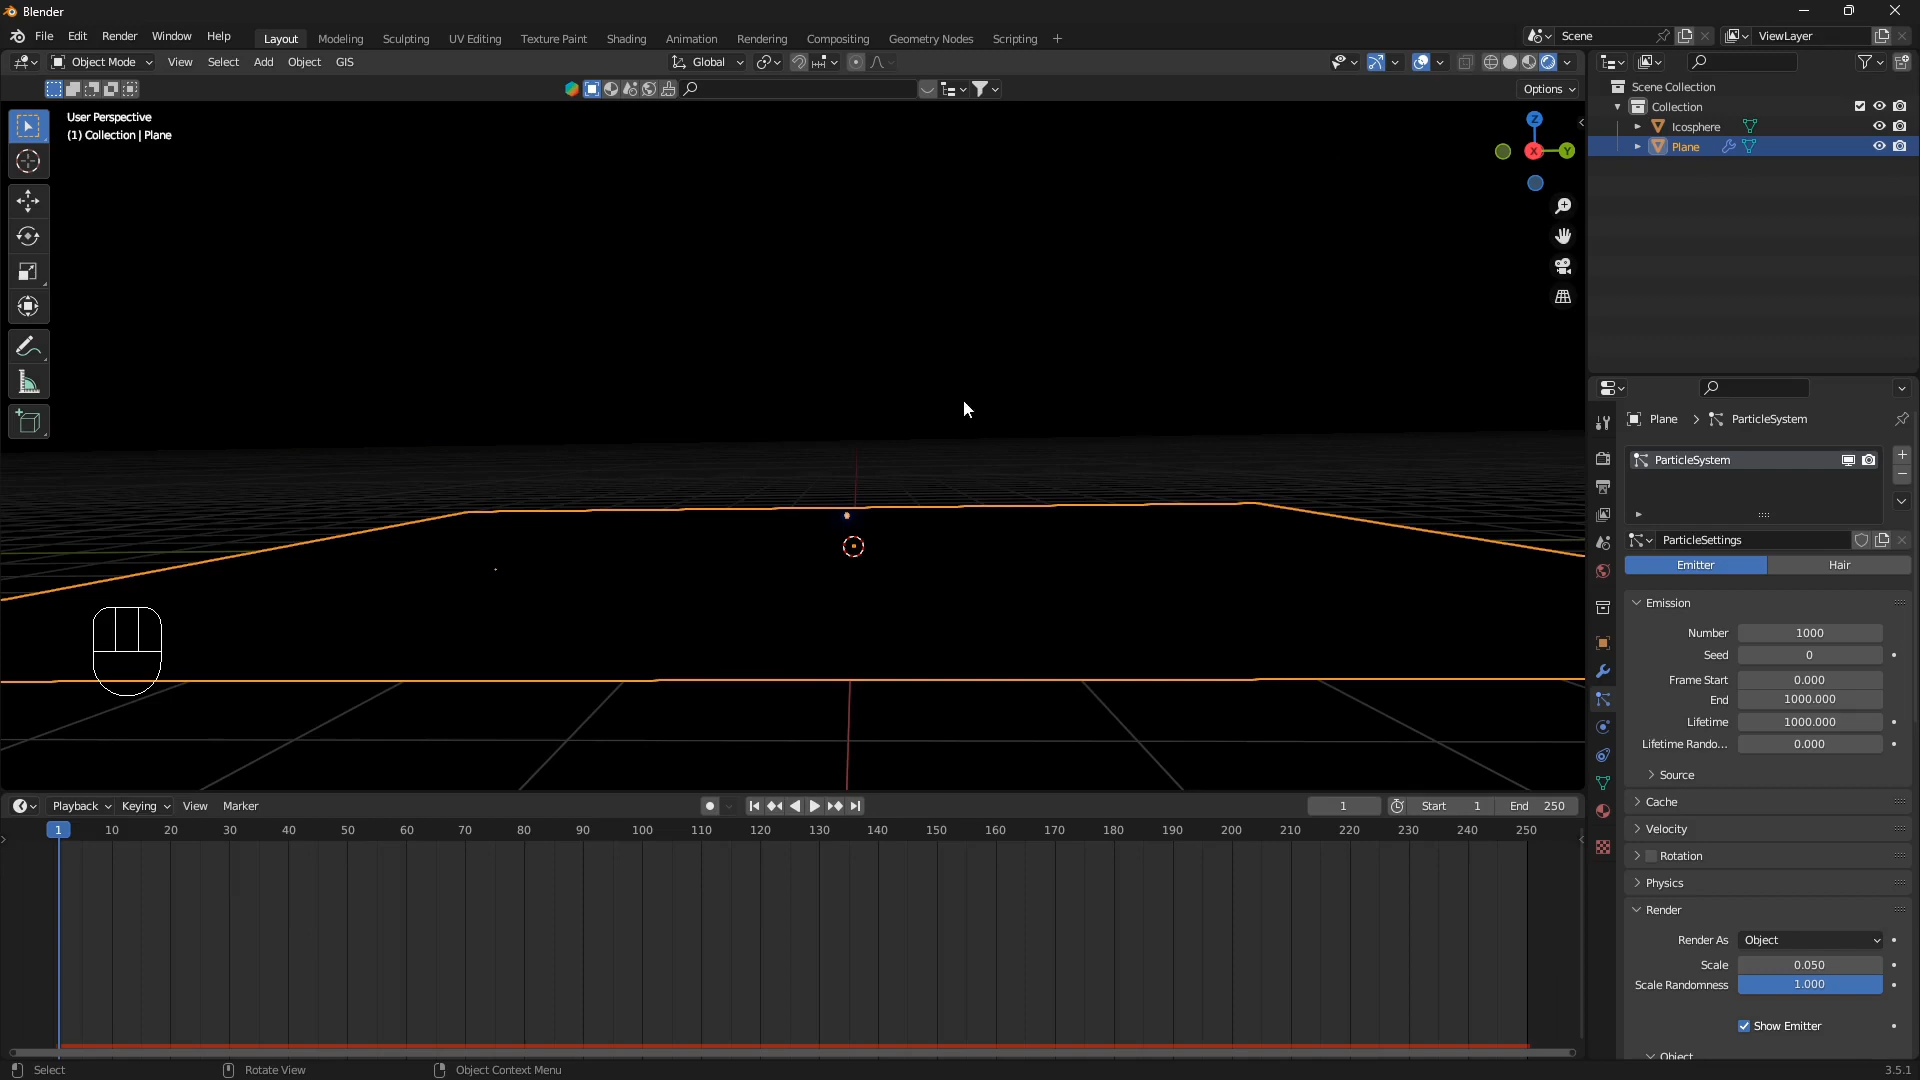 Blender
File Edit Render Window Help
Layout Modeling Sculpting UV Editing Texture Paint Shading Animation Rendering Compositing Geometry Nodes Scripting +
Scene
ViewLayer
Object Mode View Select Add Object GIS
Global
Options
User Perspective
(1) Collection | Plane
Z
X
Y
Scene Collection
Collection
Icosphere
Plane
Plane > ParticleSystem
ParticleSystem
ParticleSettings
Emitter Hair
Emission
Number 1000
Seed 0
Frame Start 0.000
End 1000.000
Lifetime 1000.000
Lifetime Rando... 0.000
Source
Cache
Velocity
Rotation
Physics
Render
Render As Object
Scale 0.050
Scale Randomness 1.000
Show Emitter
Object
Playback Keying View Marker
1 Start 1 End 250
1 10 20 30 40 50 60 70 80 90 100 110 120 130 140 150 160 170 180 190 200 210 220 230 240 250
Select Rotate View Object Context Menu
3.5.1